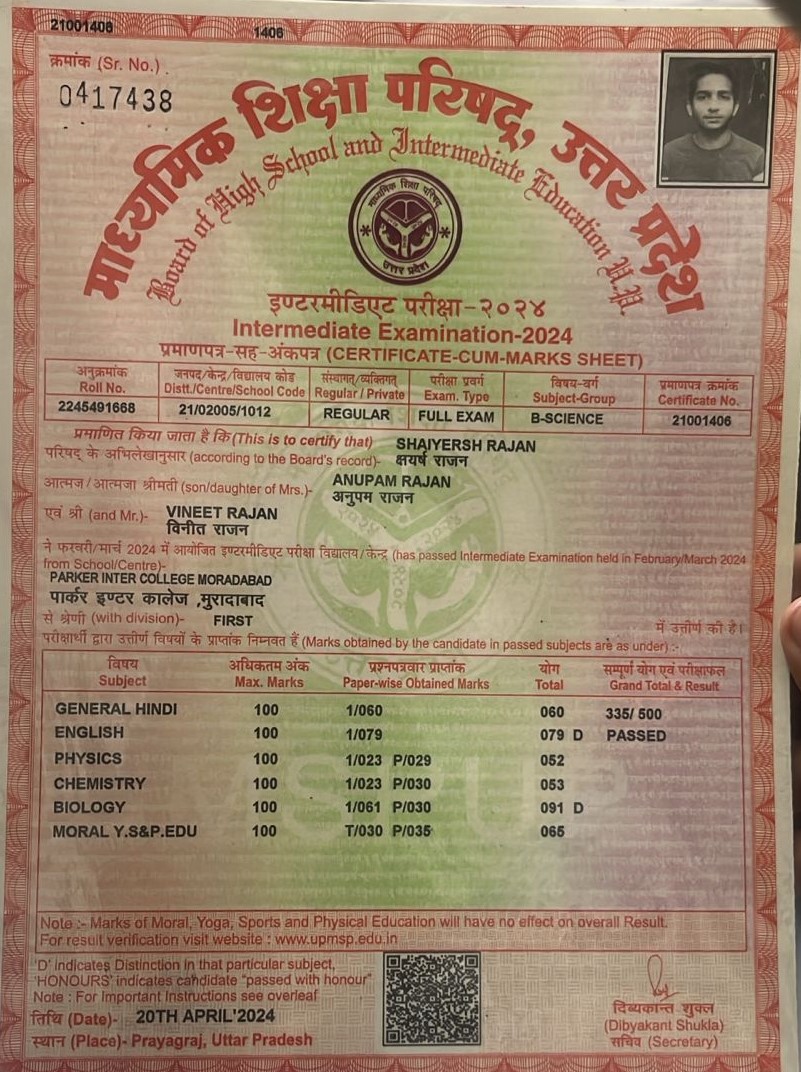 21001406
1406
क्रमांक (Sr. No.)
0417438
माध्यमिक शिक्षा परिषद्, उत्तर प्रदेश
Board of High School and Intermediate Education U.P.
माध्यमिक शिक्षा परिषद्
उत्तर प्रदेश
इण्टरमीडिएट परीक्षा-२०२४
Intermediate Examination-2024
प्रमाणपत्र-सह-अंकपत्र (CERTIFICATE-CUM-MARKS SHEET)
अनुक्रमांक जनपद/केन्द्र/विद्यालय कोड संस्थागत/व्यक्तिगत परीक्षा प्रवर्ग विषय-वर्ग प्रमाणपत्र क्रमांक
Roll No. Distt./Centre/School Code Regular / Private Exam. Type Subject-Group Certificate No.
2245491668 21/02005/1012 REGULAR FULL EXAM B-SCIENCE 21001406
प्रमाणित किया जाता है कि (This is to certify that) SHAIYERSH RAJAN
परिषद् के अभिलेखानुसार (according to the Board's record)- क्षयर्ष राजन
आत्मज/आत्मजा श्रीमती (son/daughter of Mrs.)- ANUPAM RAJAN
अनुपम राजन
एवं श्री (and Mr.)- VINEET RAJAN
विनीत राजन
ने फरवरी/मार्च 2024 में आयोजित इण्टरमीडिएट परीक्षा विद्यालय/केन्द्र (has passed Intermediate Examination held in February/March 2024
from School/Centre)-
PARKER INTER COLLEGE MORADABAD
पार्कर इण्टर कालेज ,मुरादाबाद
से श्रेणी (with division)- FIRST में उत्तीर्ण की है।
परीक्षार्थी द्वारा उत्तीर्ण विषयों के प्राप्तांक निम्नवत हैं (Marks obtained by the candidate in passed subjects are as under) :-
विषय अधिकतम अंक प्रश्नपत्रवार प्राप्तांक योग सम्पूर्ण योग एवं परीक्षाफल
Subject Max. Marks Paper-wise Obtained Marks Total Grand Total & Result
GENERAL HINDI 100 1/060 060 335/ 500
ENGLISH 100 1/079 079 D PASSED
PHYSICS 100 1/023 P/029 052
CHEMISTRY 100 1/023 P/030 053
BIOLOGY 100 1/061 P/030 091 D
MORAL Y.S&P.EDU 100 T/030 P/035 065
Note :- Marks of Moral, Yoga, Sports and Physical Education will have no effect on overall Result.
For result verification visit website : www.upmsp.edu.in
'D' indicates Distinction in that particular subject,
'HONOURS' indicates candidate "passed with honour"
Note : For Important Instructions see overleaf
तिथि (Date)- 20TH APRIL'2024
स्थान (Place)- Prayagraj, Uttar Pradesh
दिब्यकान्त शुक्ल
(Dibyakant Shukla)
सचिव (Secretary)